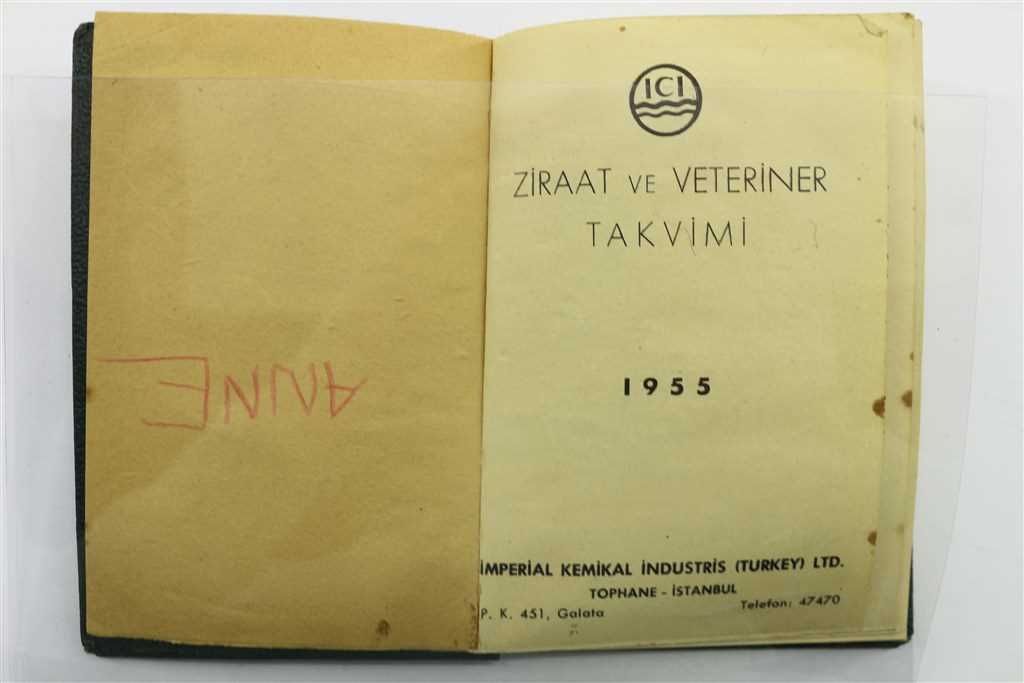 ANNE
ICI
ZİRAAT VE VETERİNER
TAKVİMİ
1955
İMPERİAL KEMİKAL İNDUSTRİS (TURKEY) LTD.
TOPHANE - İSTANBUL
P. K. 451, Galata Telefon: 47470